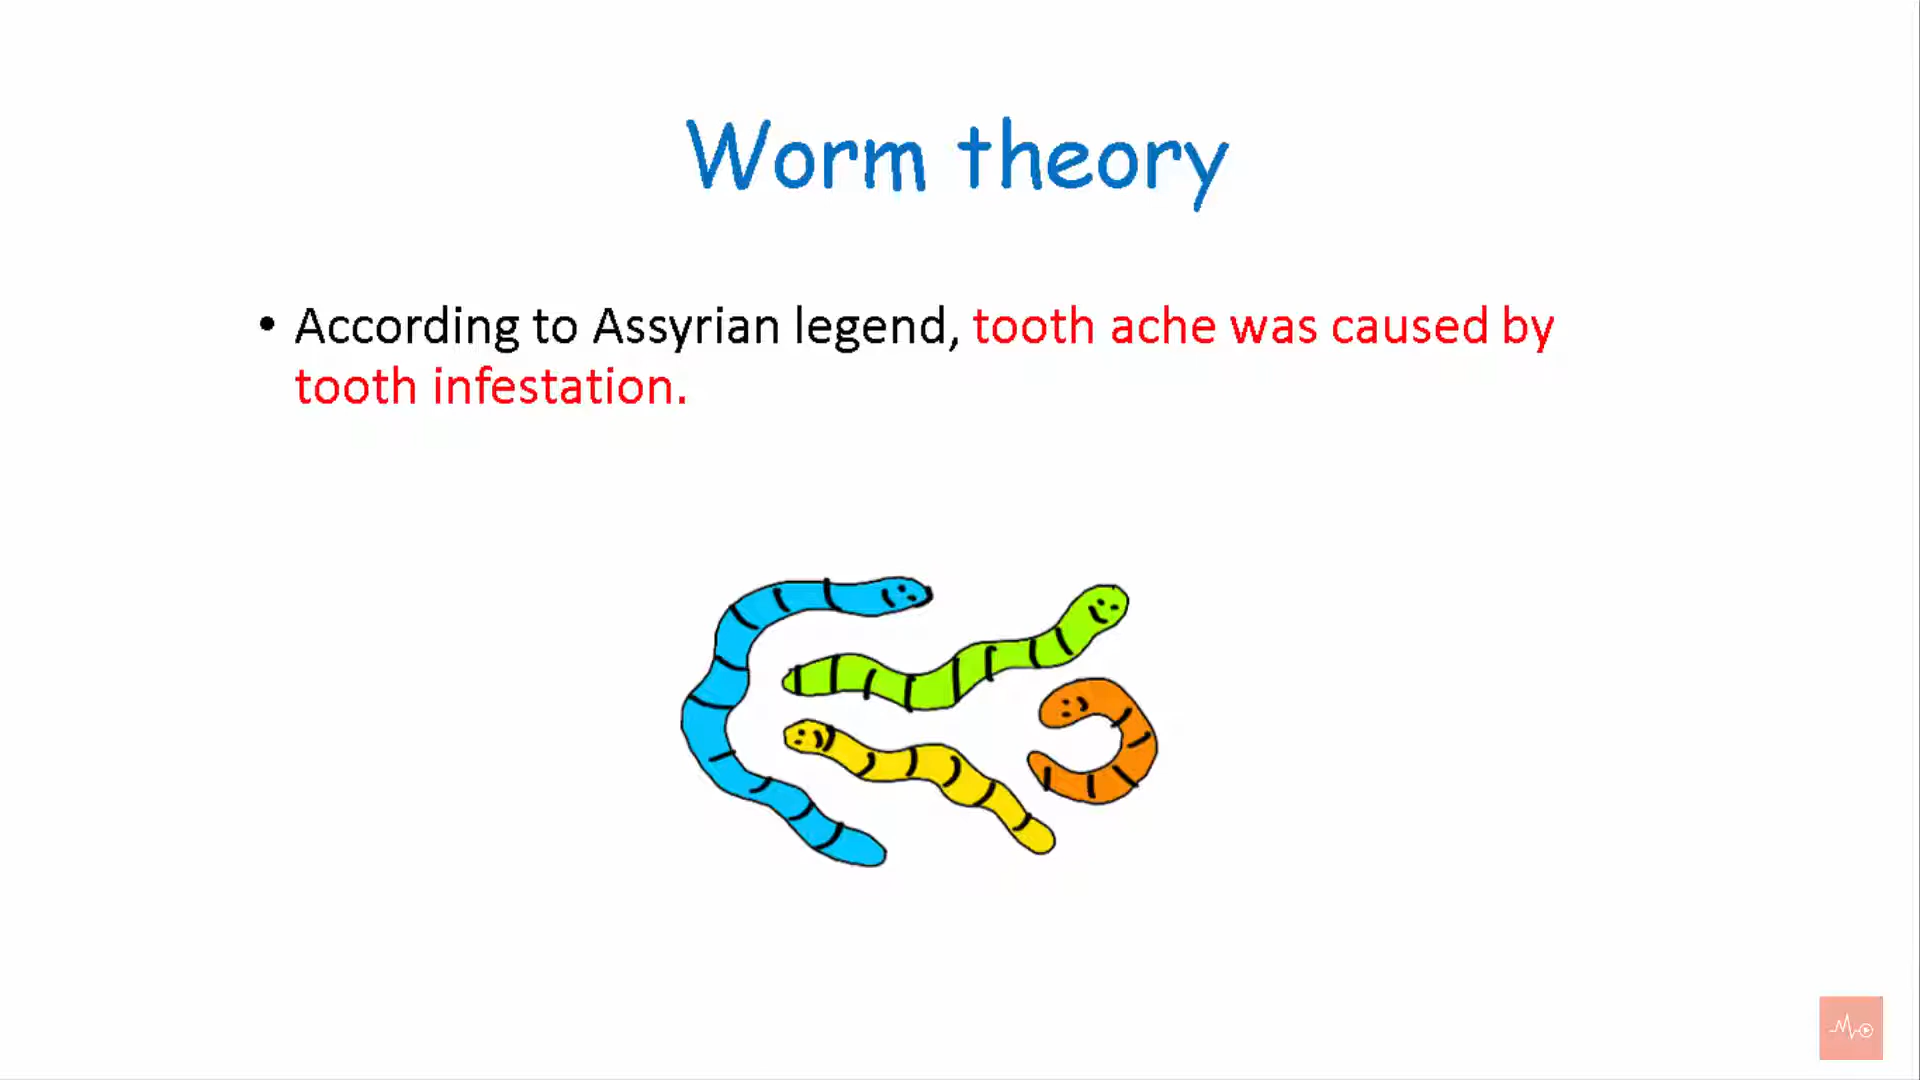 Worm theory
• According to Assyrian legend, tooth ache was caused by
tooth infestation.